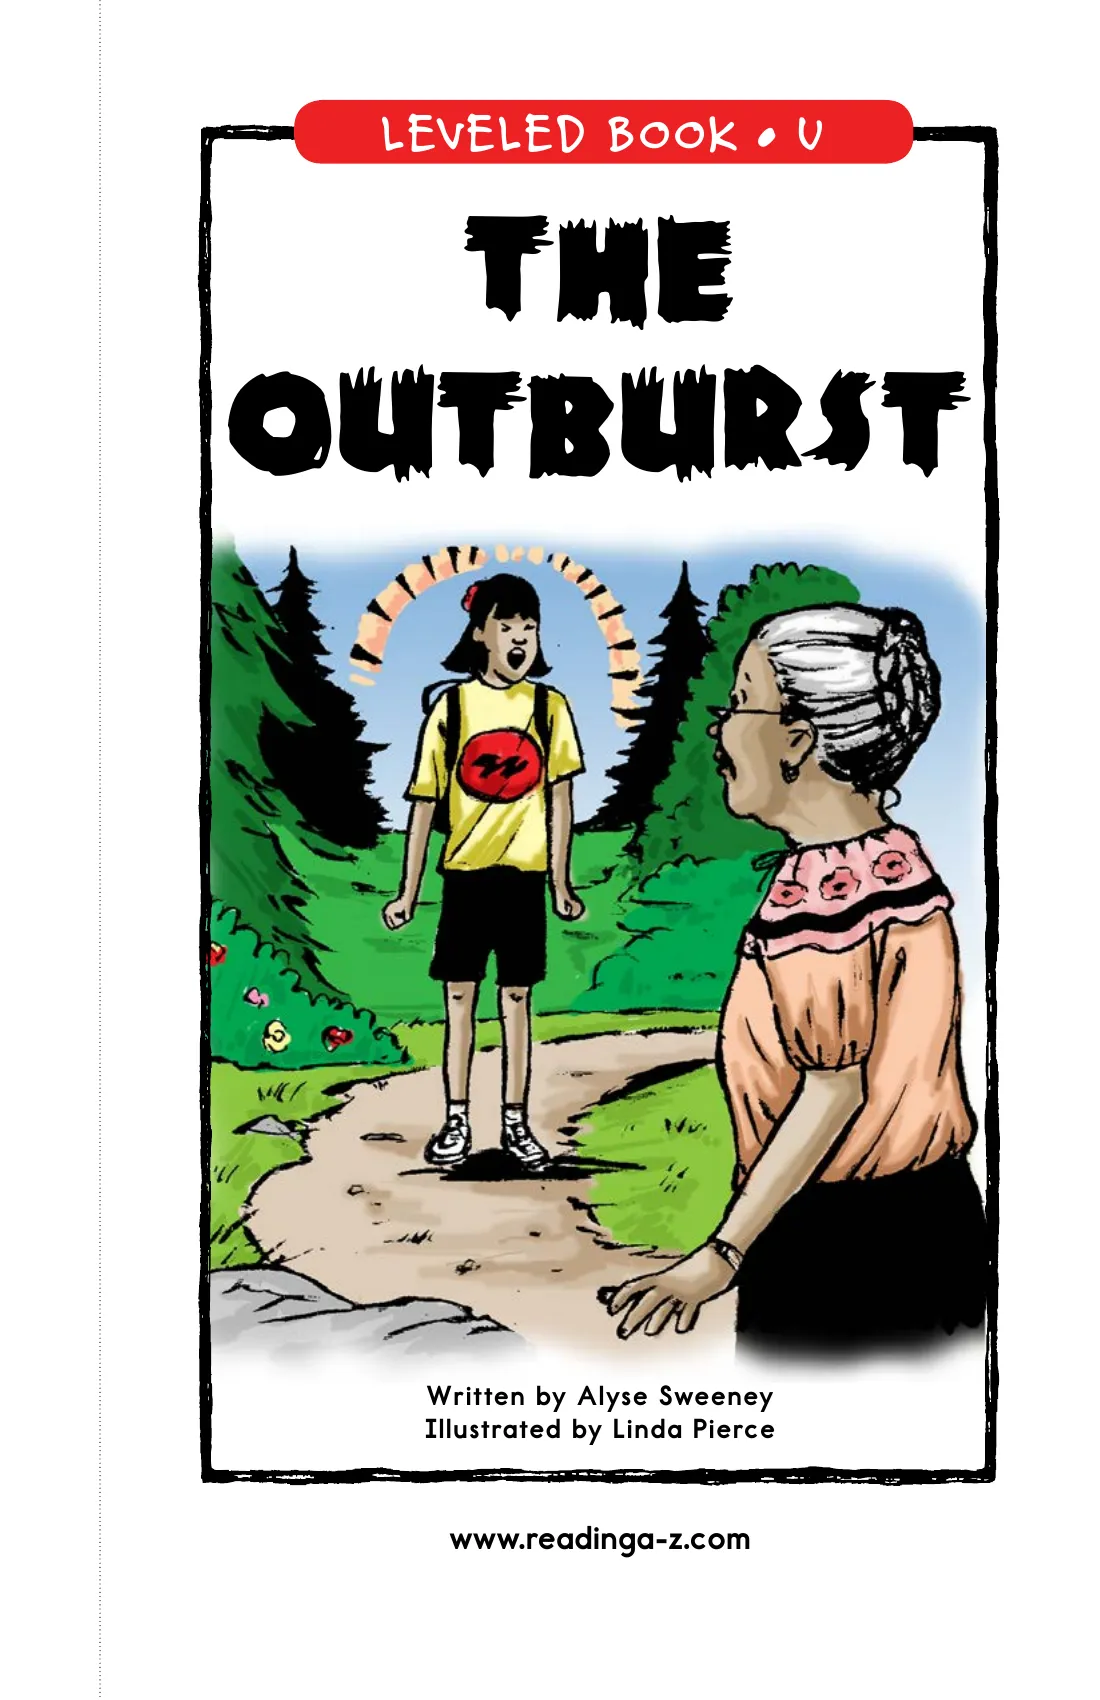 LEVELED BOOK • U
THE
OUTBURST
Written by Alyse Sweeney
Illustrated by Linda Pierce
www.readinga-z.com